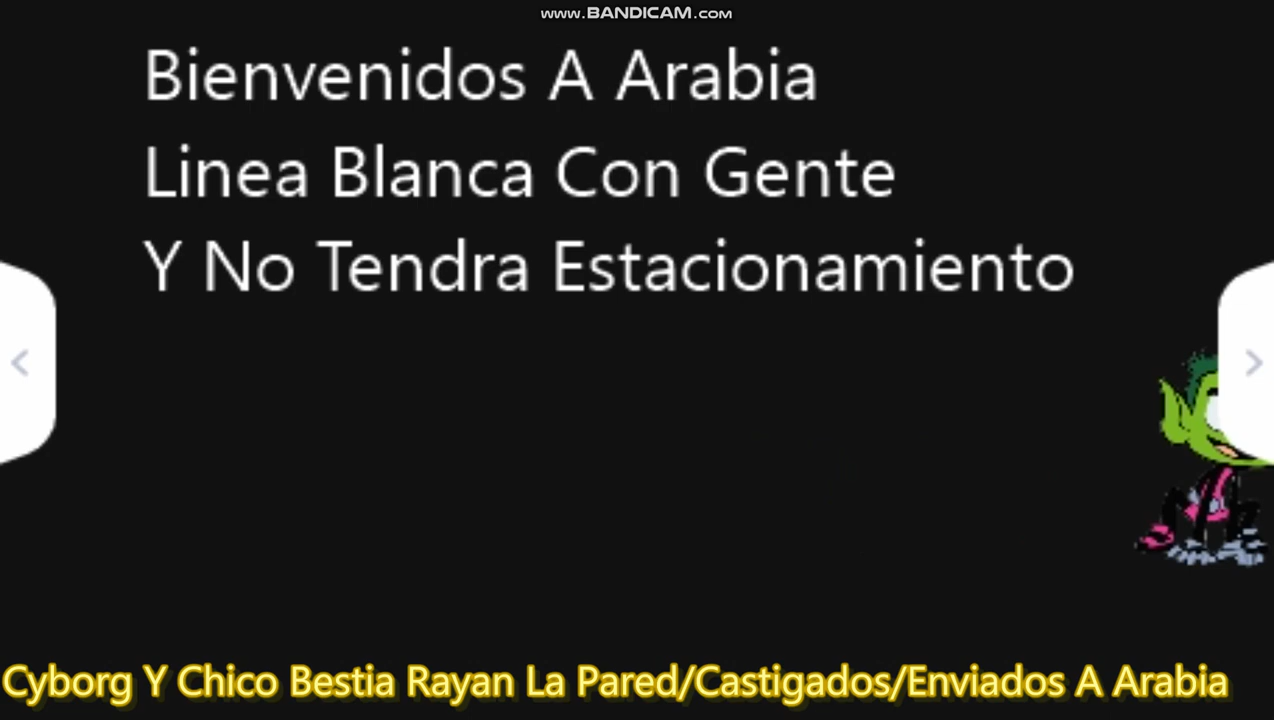 www.BANDICAM.com
Bienvenidos A Arabia
Linea Blanca Con Gente
Y No Tendra Estacionamiento
Cyborg Y Chico Bestia Rayan La Pared/Castigados/Enviados A Arabia